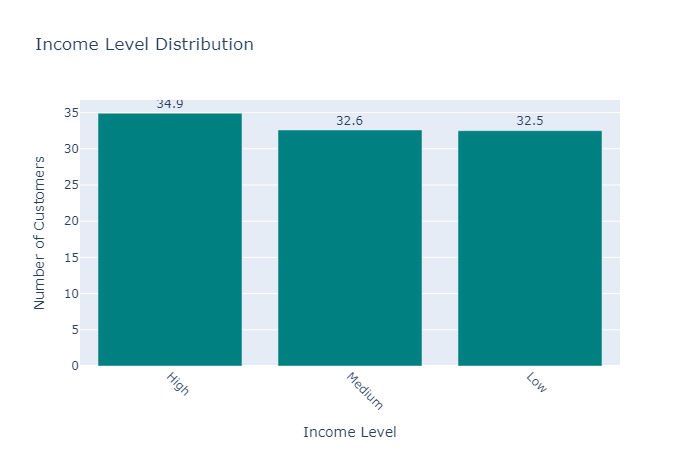 Income Level Distribution
34.9
32.6
32.5
35
30
25
20
15
10
5
0
Number of Customers
High
Medium
Low
Income Level